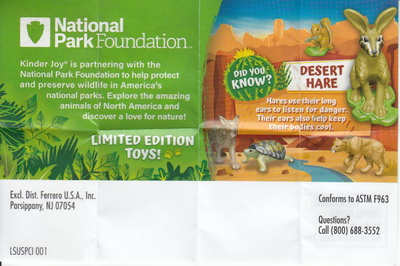 National
Park Foundation™
Kinder Joy® is partnering with the
National Park Foundation to help protect
and preserve wildlife in America's
national parks. Explore the amazing
animals of North America and
discover a love for nature!
LIMITED EDITION
TOYS!
DID YOU
KNOW?
DESERT
HARE
Hares use their long
ears to listen for danger.
Their ears also help keep
their bodies cool.
Excl. Dist. Ferrero U.S.A., Inc.
Parsippany, NJ 07054
LSUSPCI 001
Conforms to ASTM F963
Questions?
Call (800) 688-3552